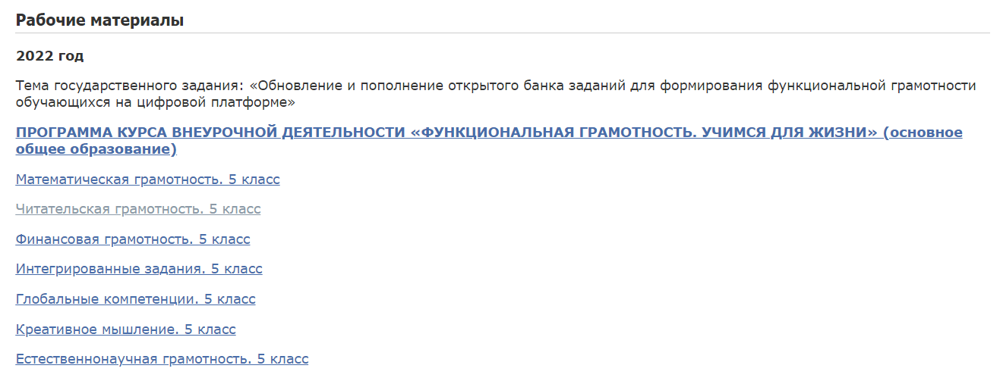 Рабочие материалы
2022 год
Тема государственного задания: «Обновление и пополнение открытого банка заданий для формирования функциональной грамотности
обучающихся на цифровой платформе»
ПРОГРАММА КУРСА ВНЕУРОЧНОЙ ДЕЯТЕЛЬНОСТИ «ФУНКЦИОНАЛЬНАЯ ГРАМОТНОСТЬ. УЧИМСЯ ДЛЯ ЖИЗНИ» (основное
общее образование)
Математическая грамотность. 5 класс
Читательская грамотность. 5 класс
Финансовая грамотность. 5 класс
Интегрированные задания. 5 класс
Глобальные компетенции. 5 класс
Креативное мышление. 5 класс
Естественнонаучная грамотность. 5 класс